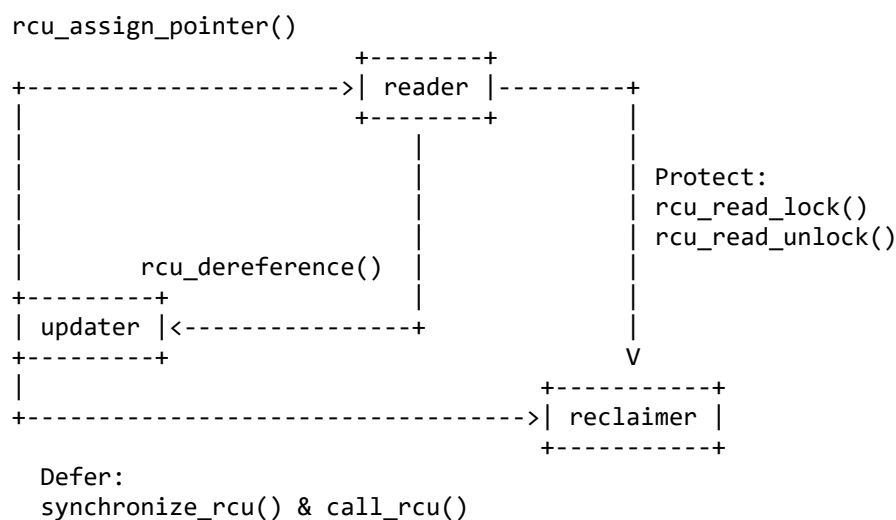 rcu_assign_pointer()
reader
Protect:
rcu_read_lock()
rcu_read_unlock()
rcu_dereference()
updater
reclaimer
Defer:
synchronize_rcu() & call_rcu()